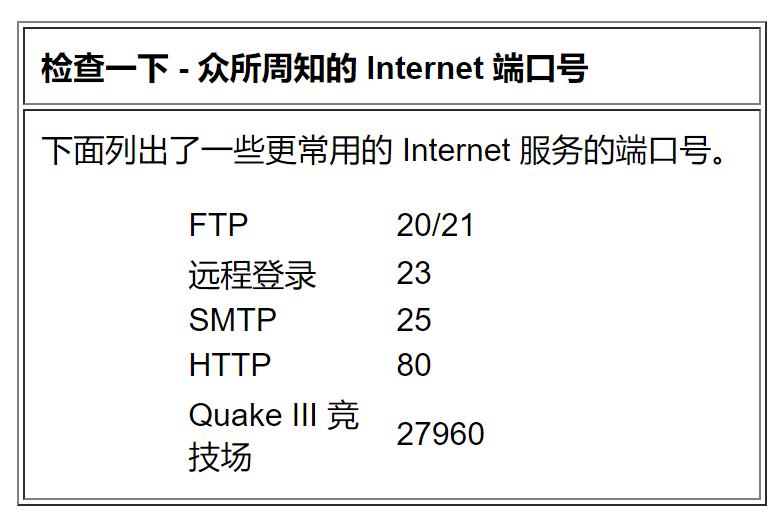 检查一下 - 众所周知的 Internet 端口号
下面列出了一些更常用的 Internet 服务的端口号。
FTP 20/21
远程登录 23
SMTP 25
HTTP 80
Quake III 竞
技场 27960